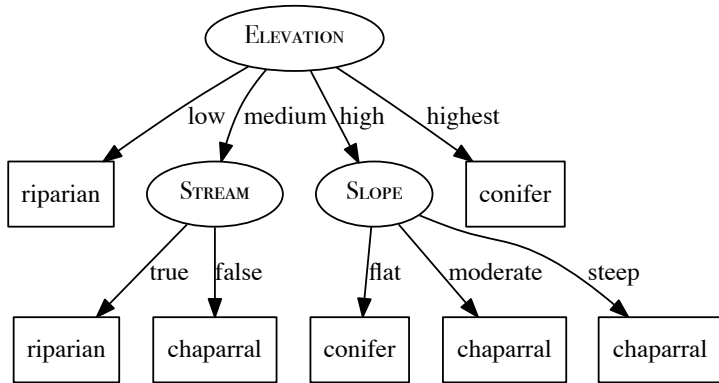 ELEVATION
low medium high highest
riparian STREAM SLOPE conifer
true false flat moderate steep
riparian chaparral conifer chaparral chaparral